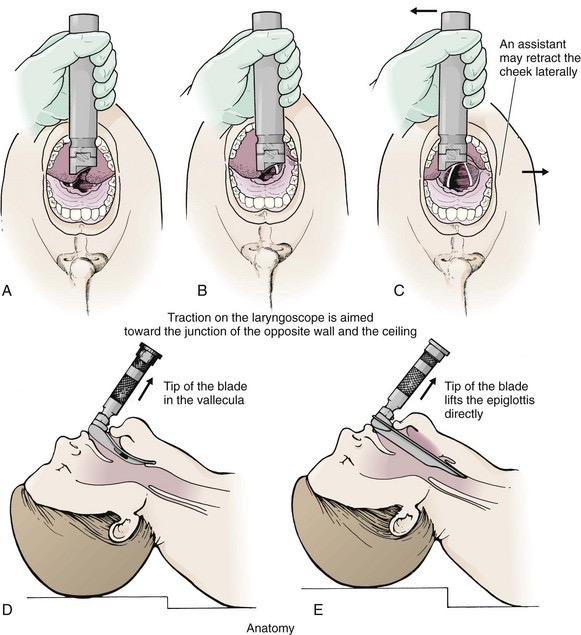 An assistant
may retract the
cheek laterally
A
B
C
Traction on the laryngoscope is aimed
toward the junction of the opposite wall and the ceiling
Tip of the blade
in the vallecula
Tip of the blade
lifts the epiglottis
directly
D
E
Anatomy